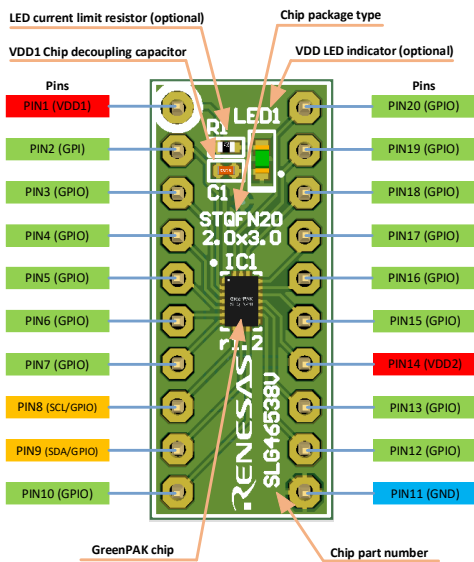 LED current limit resistor (optional)
Chip package type
VDD1 Chip decoupling capacitor
VDD LED indicator (optional)
Pins
Pins
PIN1 (VDD1)
PIN2 (GPI)
PIN3 (GPIO)
PIN4 (GPIO)
PIN5 (GPIO)
PIN6 (GPIO)
PIN7 (GPIO)
PIN8 (SCL/GPIO)
PIN9 (SDA/GPIO)
PIN10 (GPIO)
LED1
R1
C1
STQFN20
2.0x3.0
IC1
RENESAS
SLG46538V
PIN20 (GPIO)
PIN19 (GPIO)
PIN18 (GPIO)
PIN17 (GPIO)
PIN16 (GPIO)
PIN15 (GPIO)
PIN14 (VDD2)
PIN13 (GPIO)
PIN12 (GPIO)
PIN11 (GND)
GreenPAK chip
Chip part number